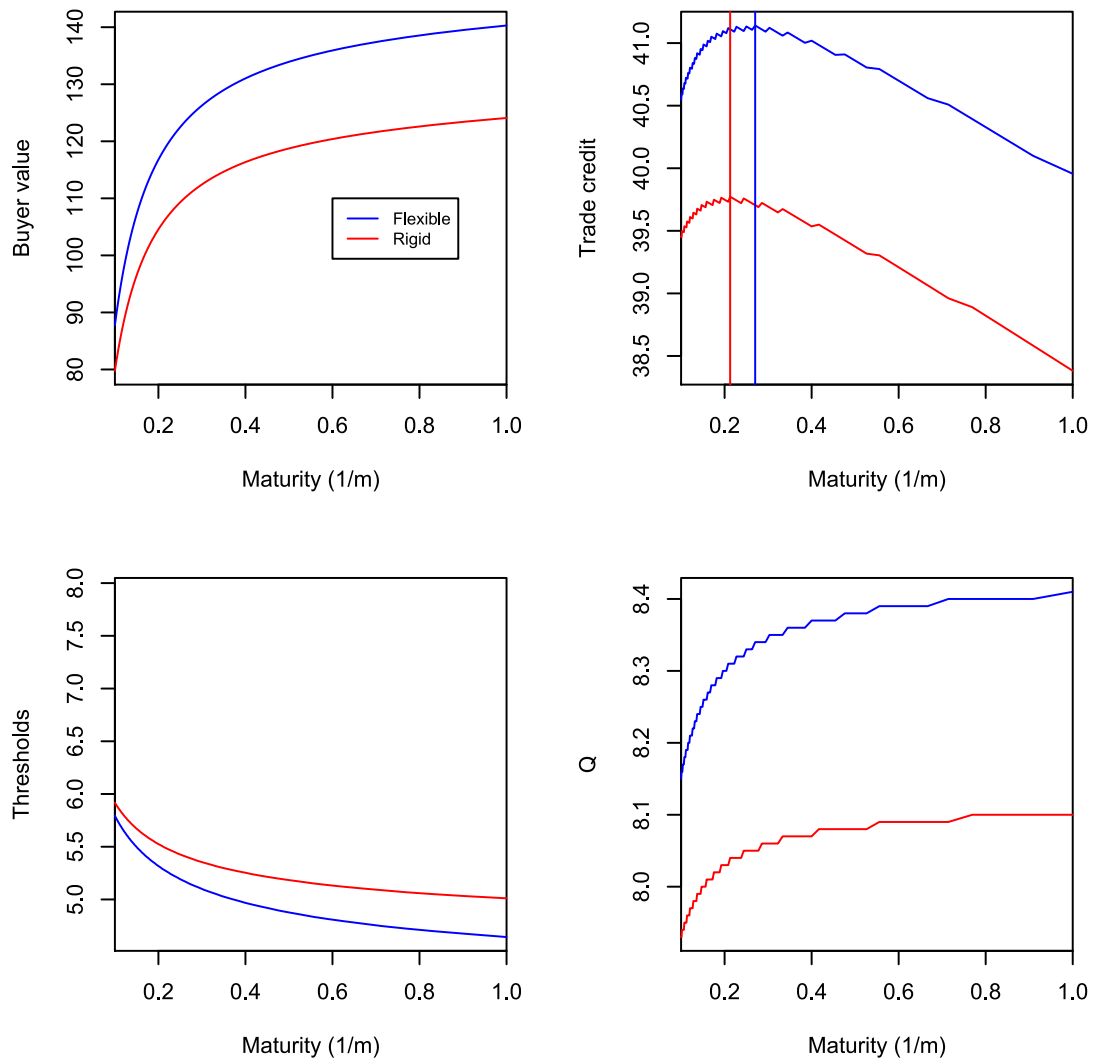 Buyer value
140
130
120
110
100
90
80
Flexible
Rigid
0.2 0.4 0.6 0.8 1.0
Maturity (1/m)
Trade credit
41.0
40.5
40.0
39.5
39.0
38.5
0.2 0.4 0.6 0.8 1.0
Maturity (1/m)
Thresholds
8.0
7.5
7.0
6.5
6.0
5.5
5.0
0.2 0.4 0.6 0.8 1.0
Maturity (1/m)
Q
8.4
8.3
8.2
8.1
8.0
0.2 0.4 0.6 0.8 1.0
Maturity (1/m)